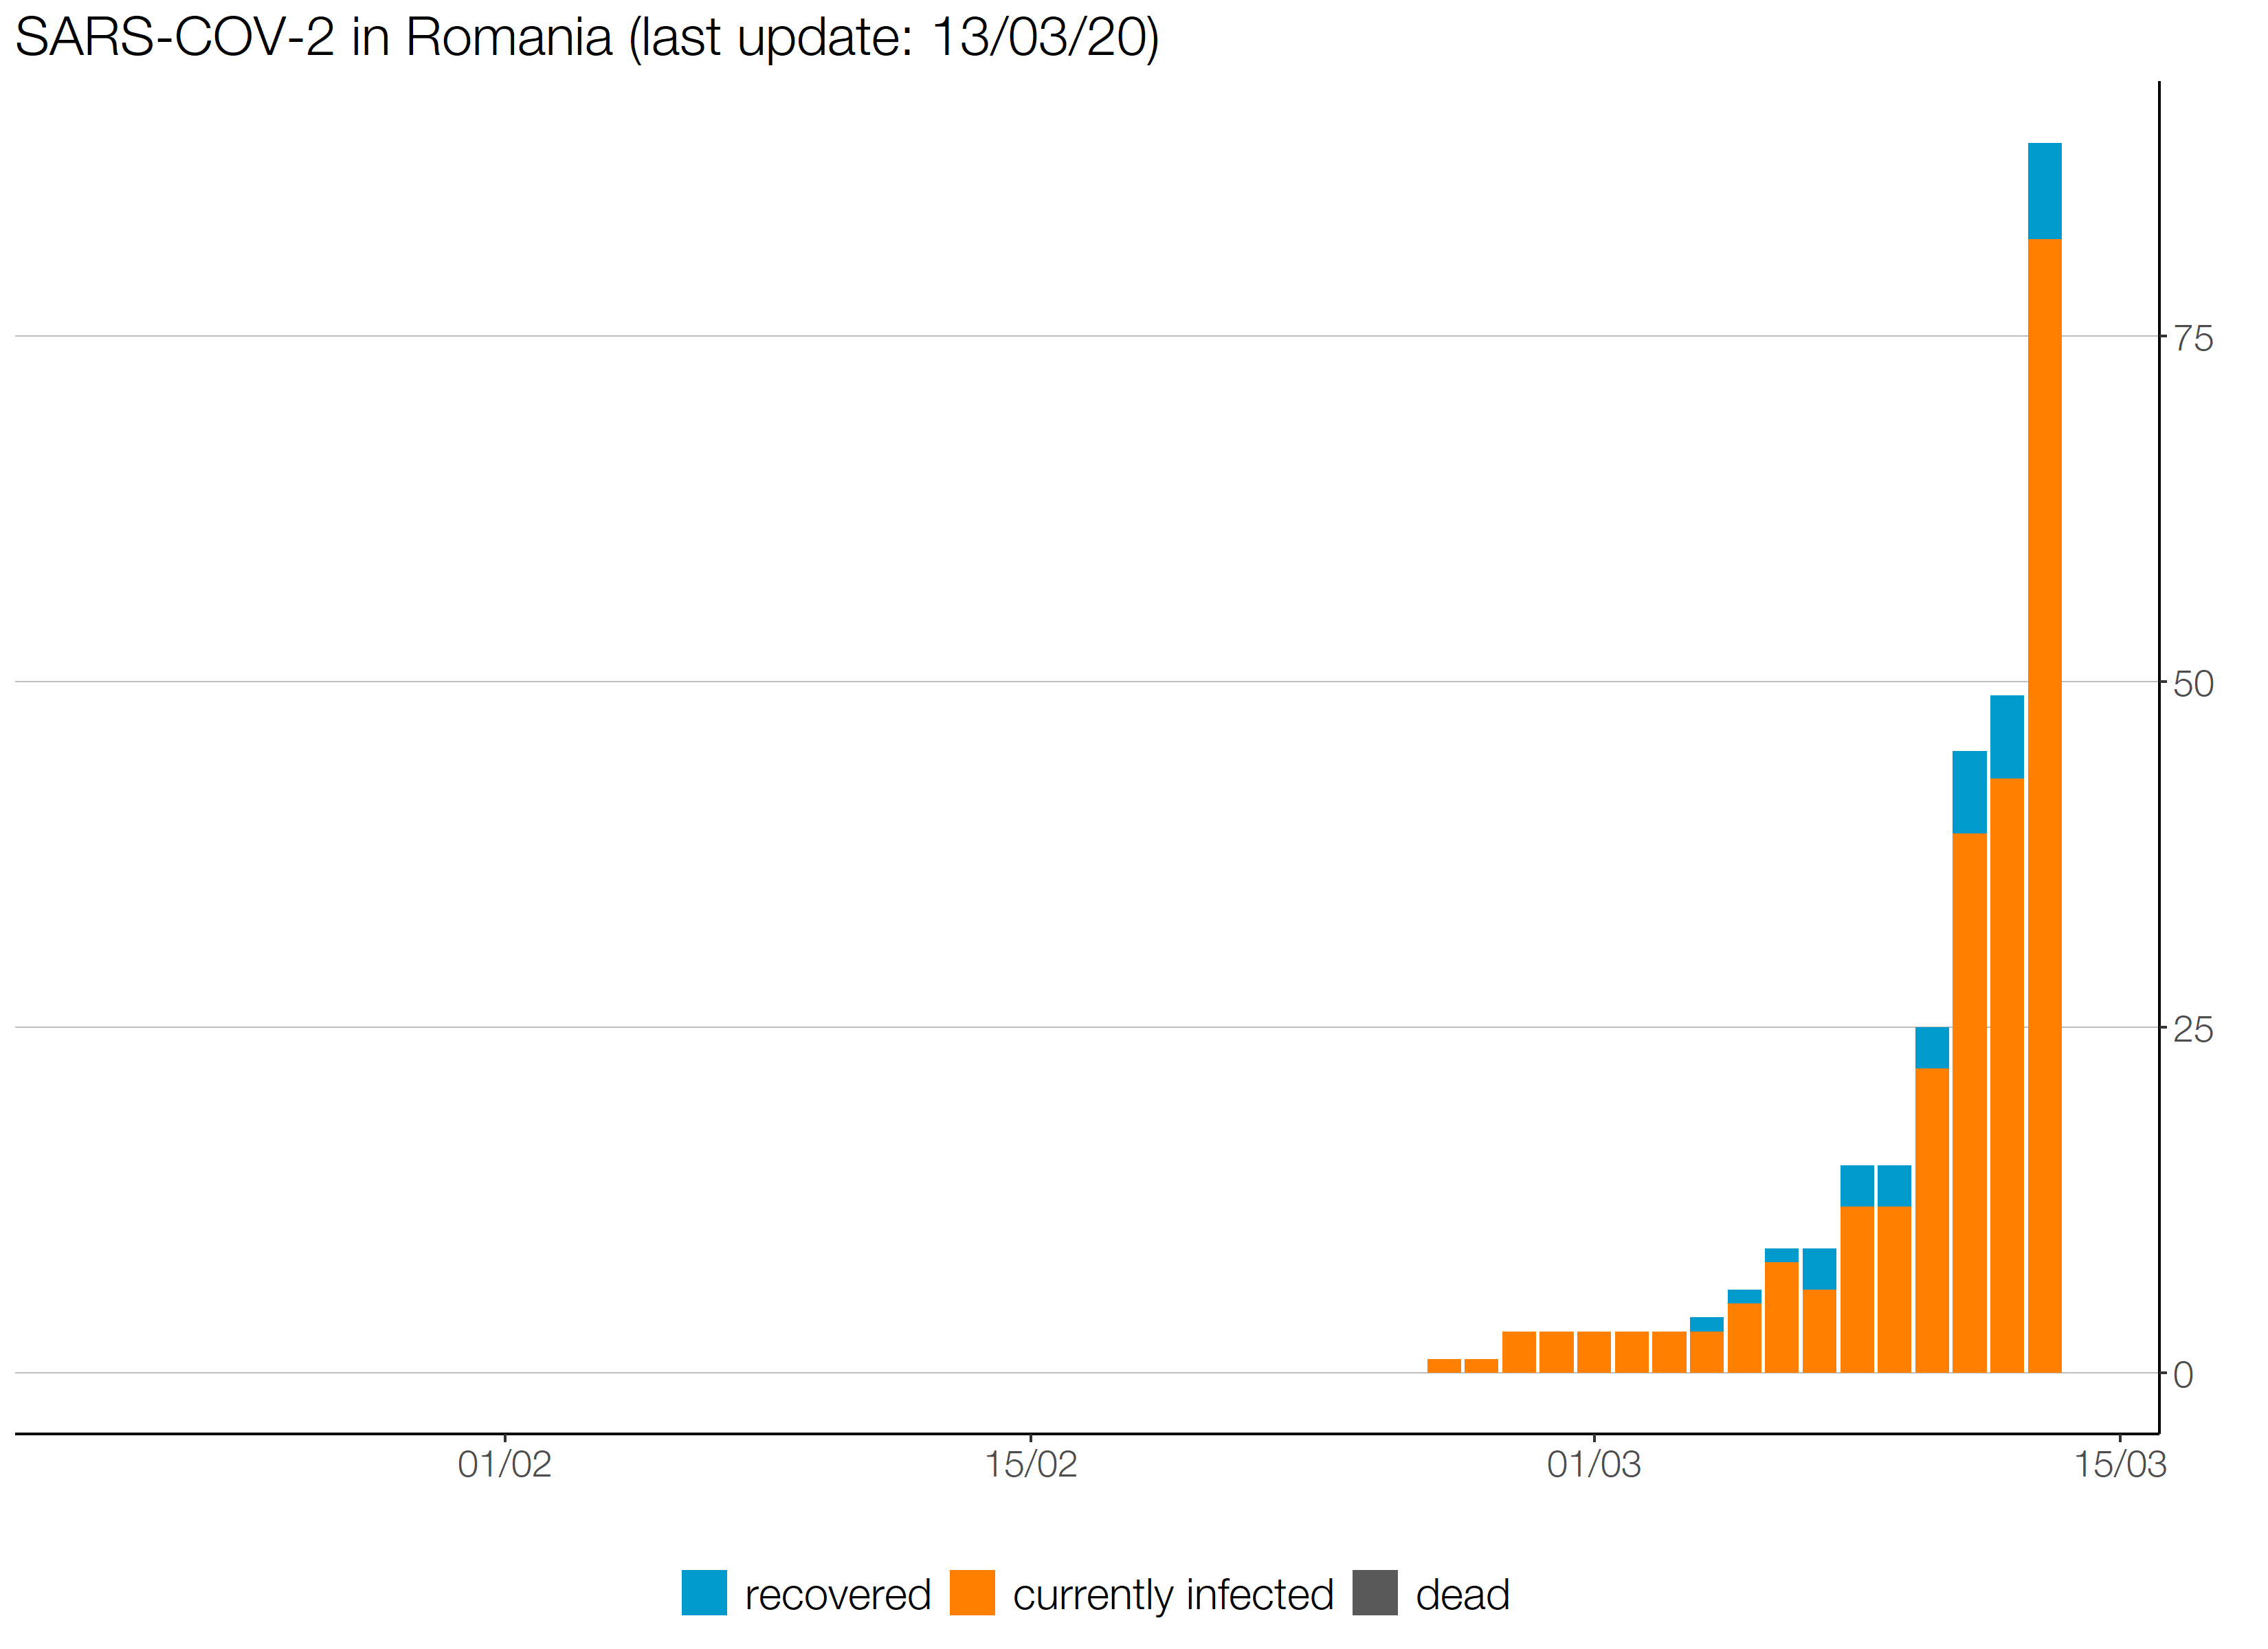 SARS-COV-2 in Romania (last update: 13/03/20)
75
50
25
0
01/02 15/02 01/03 15/03
recovered currently infected dead